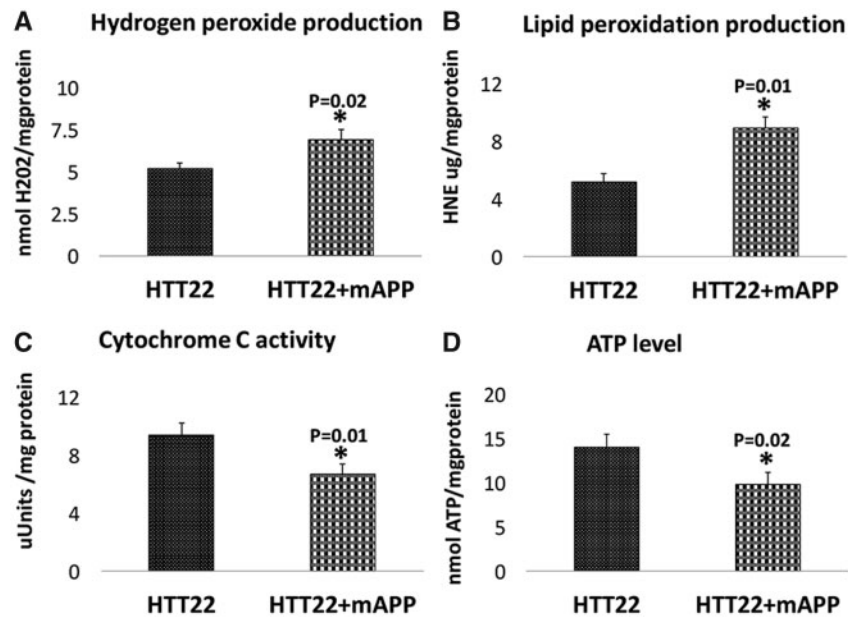 A Hydrogen peroxide production
nmol H202/mgprotein
10
7.5
5
2.5
0
P=0.02
*
HTT22 HTT22+mAPP
B Lipid peroxidation production
HNE ug/mgprotein
12
8
4
0
P=0.01
*
HTT22 HTT22+mAPP
C Cytochrome C activity
uUnits /mg protein
12
8
4
0
P=0.01
*
HTT22 HTT22+mAPP
D ATP level
nmol ATP/mgprotein
20
15
10
5
0
P=0.02
*
HTT22 HTT22+mAPP